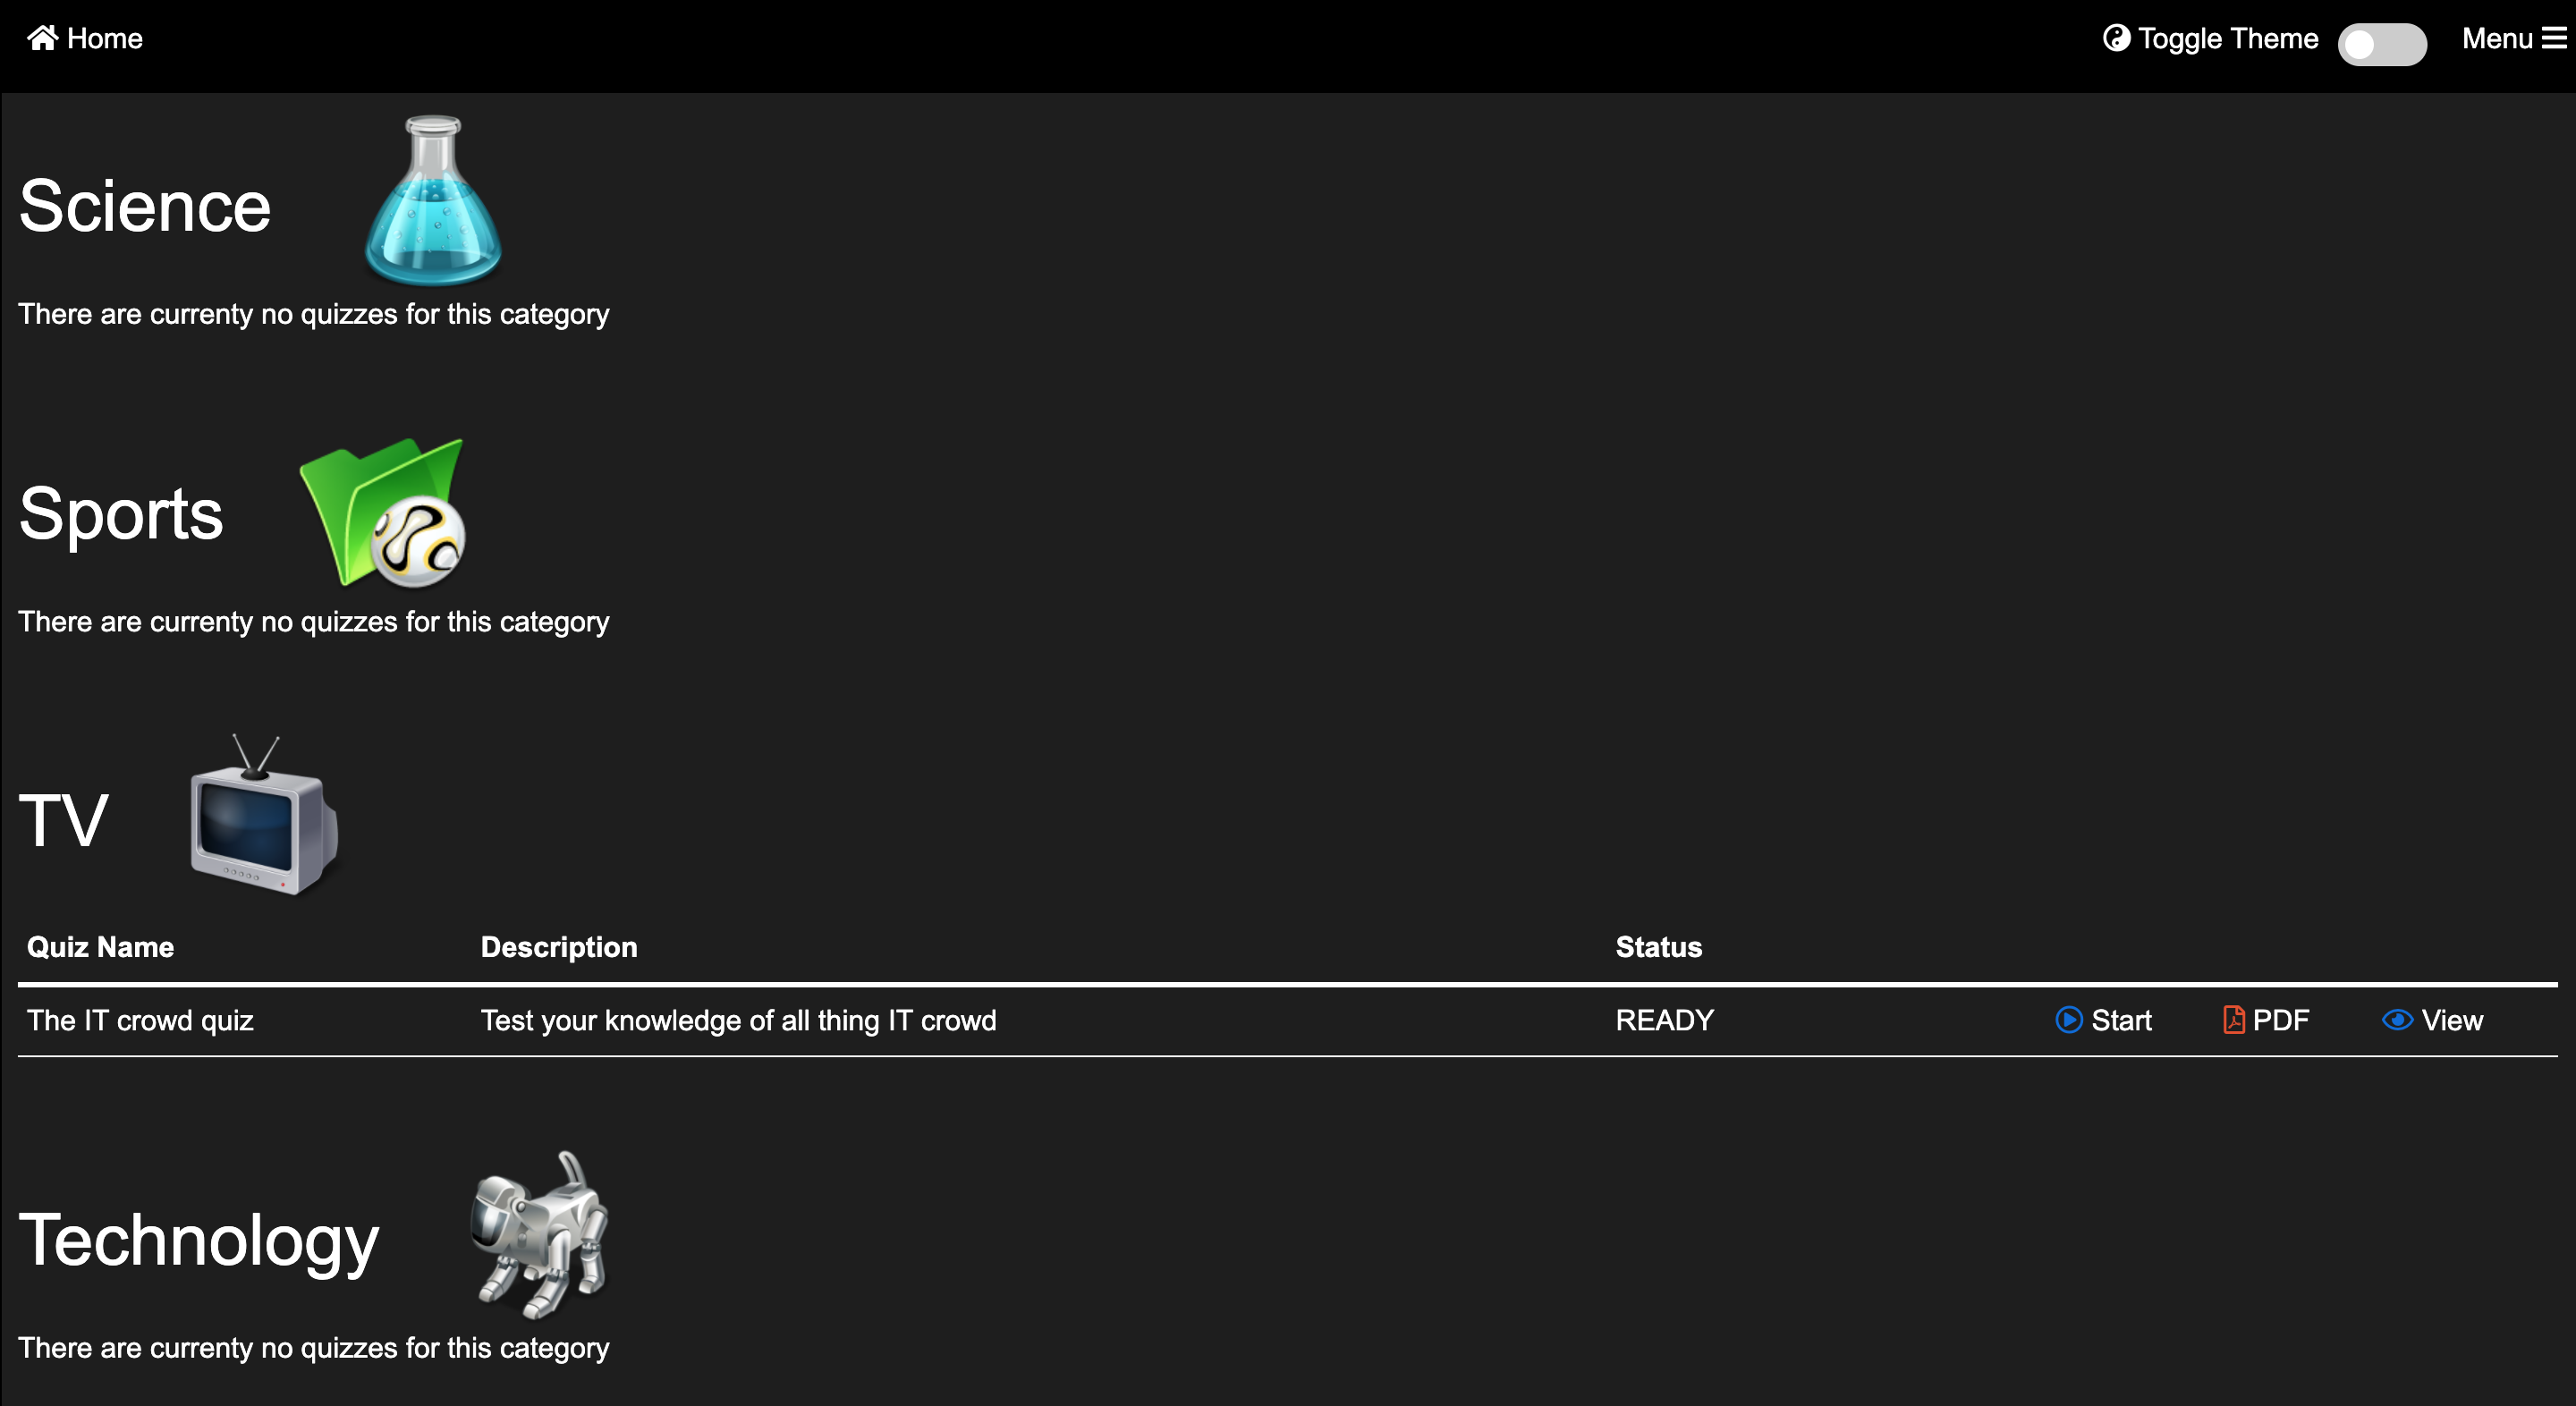 Home
Toggle Theme
Menu
Science
There are currenty no quizzes for this category
Sports
There are currenty no quizzes for this category
TV
Quiz Name Description Status
The IT crowd quiz Test your knowledge of all thing IT crowd READY Start PDF View
Technology
There are currenty no quizzes for this category